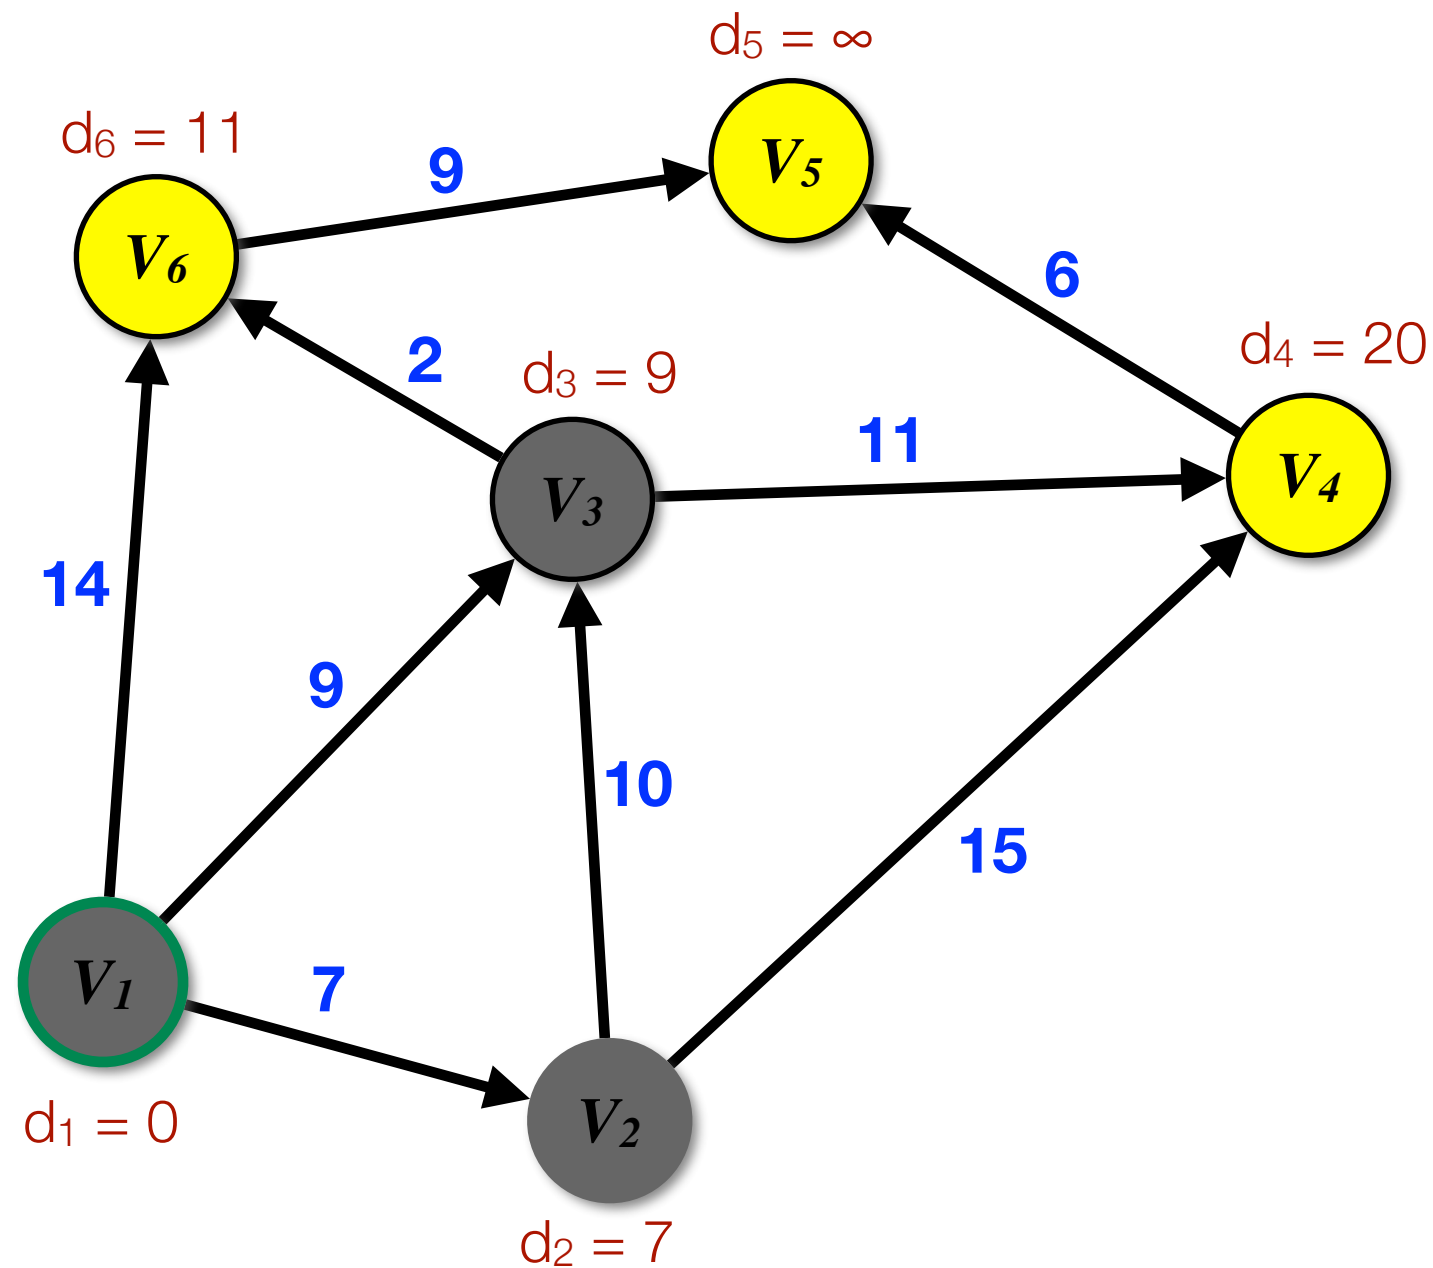 d5 = ∞
d6 = 11
9
V5
V6
6
2
d3 = 9
d4 = 20
11
V3
V4
14
9
10
15
V1
7
d1 = 0
V2
d2 = 7